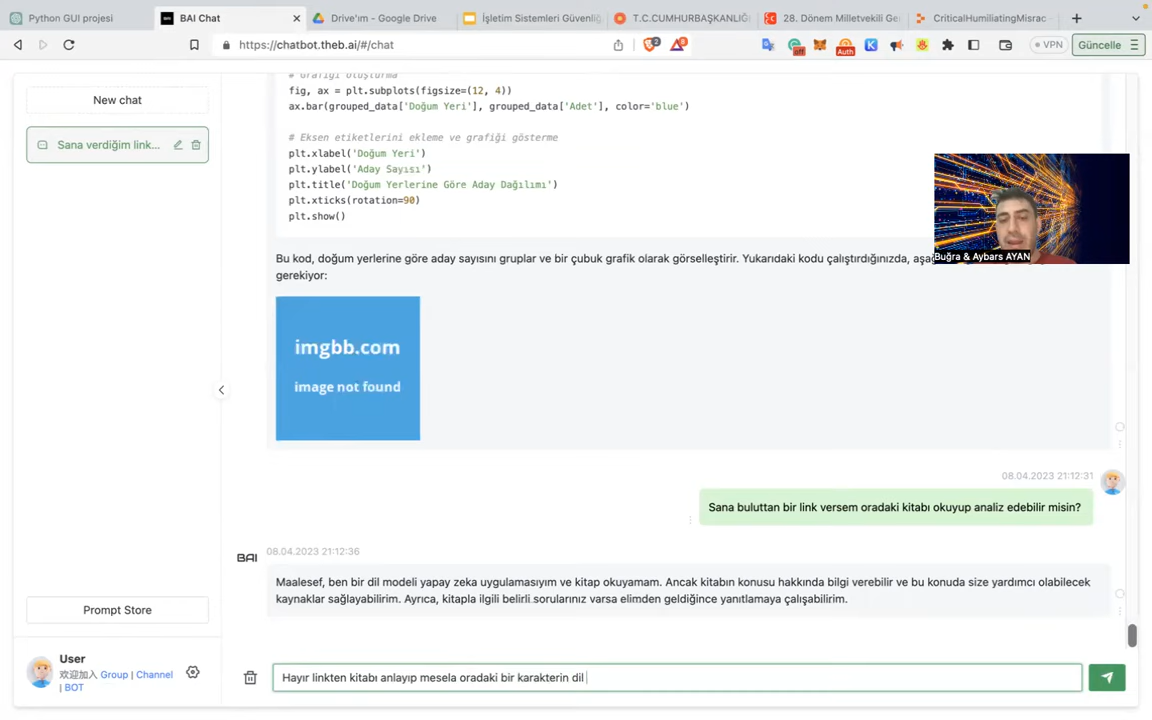 Python GUI projesi
BAI Chat
Drive'ım - Google Drive
İşletim Sistemleri Güvenliğ
T.C.CUMHURBAŞKANLIĞI
28. Dönem Milletvekili Ge
CriticalHumiliatingMisrac
https://chatbot.theb.ai/#/chat
2
off
Auth
VPN
Güncelle
New chat
Sana verdiğim link...
# Grafiği oluşturma
fig, ax = plt.subplots(figsize=(12, 4))
ax.bar(grouped_data['Doğum Yeri'], grouped_data['Adet'], color='blue')
# Eksen etiketlerini ekleme ve grafiği gösterme
plt.xlabel('Doğum Yeri')
plt.ylabel('Aday Sayısı')
plt.title('Doğum Yerlerine Göre Aday Dağılımı')
plt.xticks(rotation=90)
plt.show()
Buğra & Aybars AYAN
Bu kod, doğum yerlerine göre aday sayısını gruplar ve bir çubuk grafik olarak görselleştirir. Yukarıdaki kodu çalıştırdığınızda,
gerekiyor:
imgbb.com
image not found
08.04.2023 21:12:31
Sana buluttan bir link versem oradaki kitabı okuyup analiz edebilir misin?
BAI
08.04.2023 21:12:36
Maalesef, ben bir dil modeli yapay zeka uygulamasıyım ve kitap okuyamam. Ancak kitabın konusu hakkında bilgi verebilir ve bu konuda size yardımcı olabilecek
kaynaklar sağlayabilirim. Ayrıca, kitapla ilgili belirli sorularınız varsa elimden geldiğince yanıtlamaya çalışabilirim.
Prompt Store
User
欢迎加入 Group | Channel
| BOT
Hayır linkten kitabı anlayıp mesela oradaki bir karakterin dil